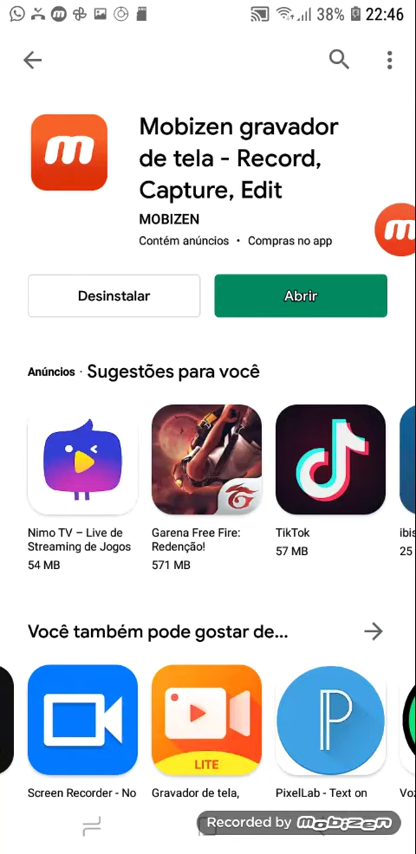 38% 22:46
Mobizen gravador
de tela - Record,
Capture, Edit
MOBIZEN
Contém anúncios • Compras no app
Desinstalar
Abrir
Anúncios · Sugestões para você
Nimo TV – Live de
Streaming de Jogos
54 MB
Garena Free Fire:
Redenção!
571 MB
TikTok
57 MB
ibis
25
Você também pode gostar de...
LITE
Screen Recorder - No
Gravador de tela,
PixelLab - Text on
Voz
Recorded by mobizen